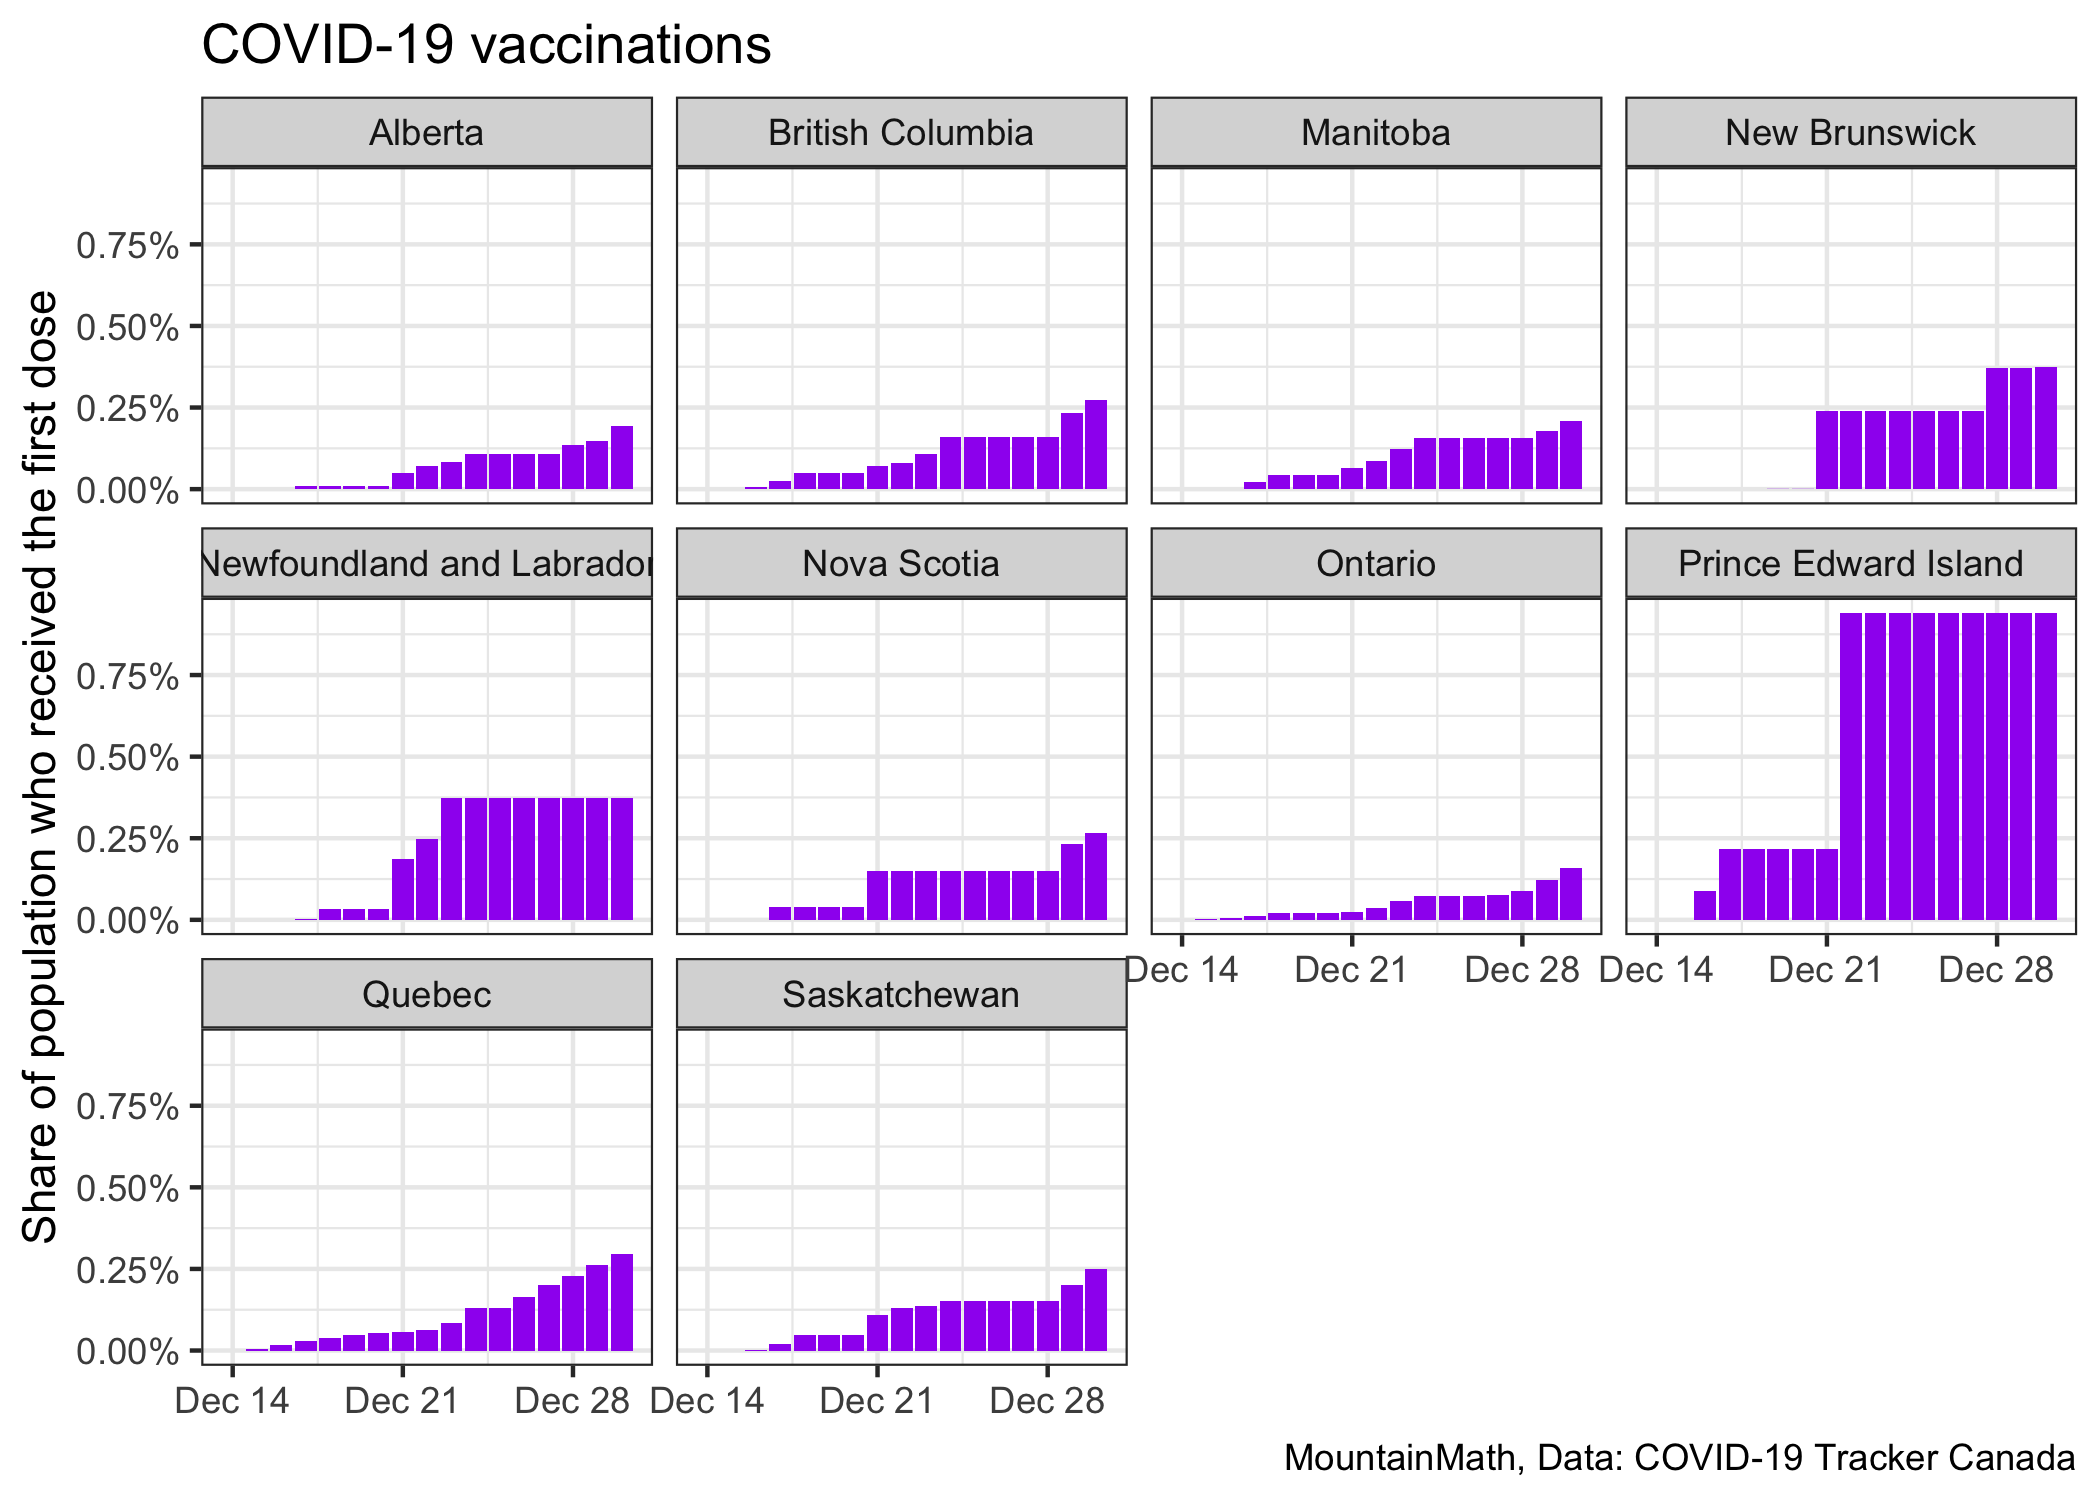 COVID-19 vaccinations
Alberta
British Columbia
Manitoba
New Brunswick
0.75%
0.50%
0.25%
0.00%
Newfoundland and Labrador
Nova Scotia
Ontario
Prince Edward Island
0.75%
0.50%
0.25%
0.00%
Dec 14 Dec 21 Dec 28
Dec 14 Dec 21 Dec 28
Quebec
Saskatchewan
0.75%
0.50%
0.25%
0.00%
Dec 14 Dec 21 Dec 28
Dec 14 Dec 21 Dec 28
Share of population who received the first dose
MountainMath, Data: COVID-19 Tracker Canada